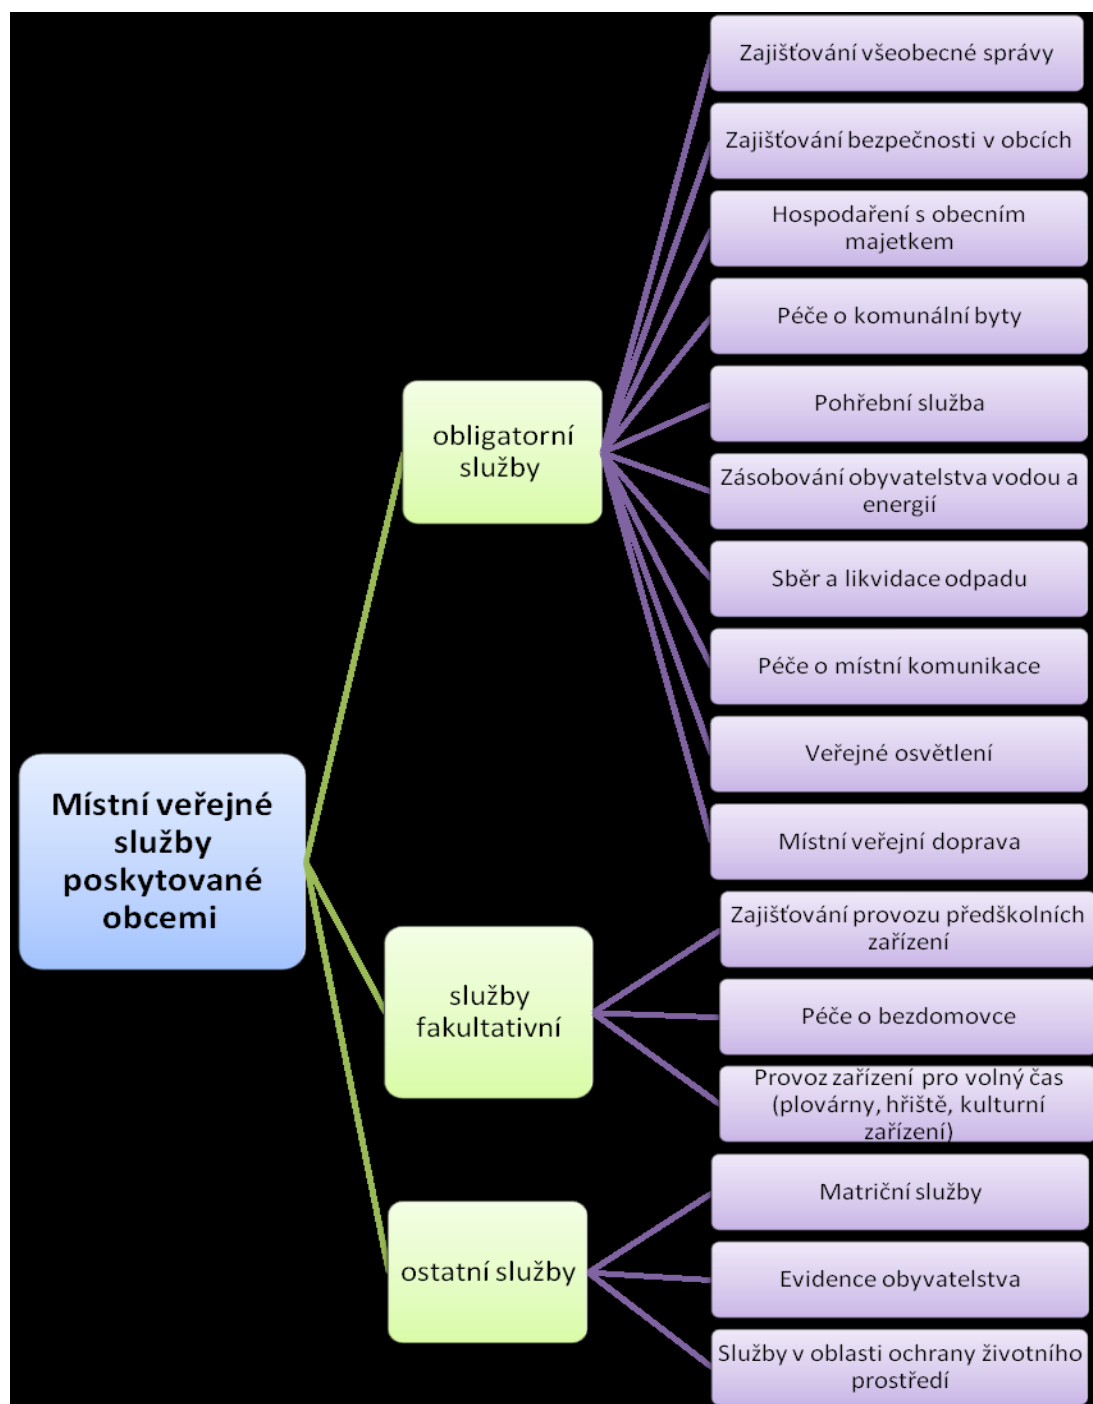 Místní veřejné
služby
poskytované
obcemi
obligatorní
služby
Zajišťování všeobecné správy
Zajišťování bezpečnosti v obcích
Hospodaření s obecním
majetkem
Péče o komunální byty
Pohřební služba
Zásobování obyvatelstva vodou a
energií
Sběr a likvidace odpadu
Péče o místní komunikace
Veřejné osvětlení
Místní veřejní doprava
služby
fakultativní
Zajišťování provozu předškolních
zařízení
Péče o bezdomovce
Provoz zařízení pro volný čas
(plovárny, hřiště, kulturní
zařízení)
ostatní služby
Matriční služby
Evidence obyvatelstva
Služby v oblasti ochrany životního
prostředí